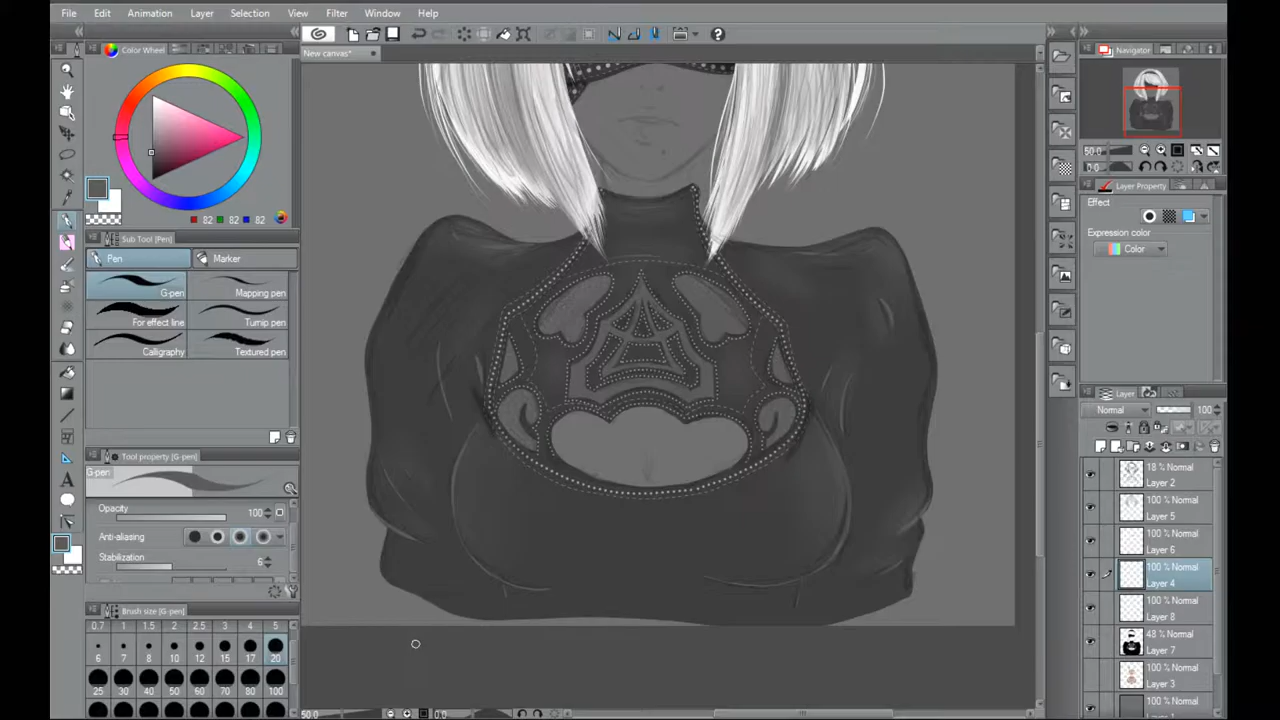 File Edit Animation Layer Selection View Filter Window Help
New canvas*
Color Wheel
82 82 82
Sub Tool [Pen]
Pen Marker
G-pen Mapping pen
For effect line Turnip pen
Calligraphy Textured pen
Tool property [G-pen]
G-pen
Opacity 100
Anti-aliasing
Stabilization 6
Brush size [G-pen]
0.7 1 1.5 2 3 4 5
6 7 8 10 12 15 17 20
25 30 40 50 60 70 80 100
50.0 0.0
Navigator
50.0
0.0
Layer Property
Effect
Expression color
Color
Layer
Normal 100
18 % Normal
Layer 2
100 % Normal
Layer 5
100 % Normal
Layer 6
100 % Normal
Layer 4
100 % Normal
Layer 8
48 % Normal
Layer 7
100 % Normal
Layer 3
100 % Normal